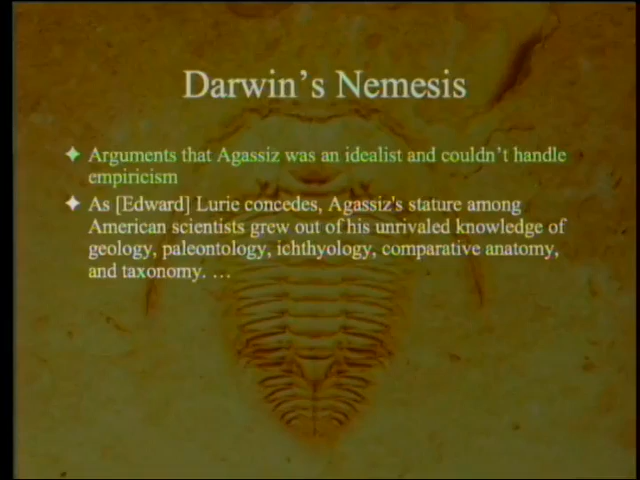 Darwin's Nemesis
Arguments that Agassiz was an idealist and couldn't handle
empiricism
As [Edward] Lurie concedes, Agassiz's stature among
American scientists grew out of his unrivaled knowledge of
geology, paleontology, ichthyology, comparative anatomy,
and taxonomy. …